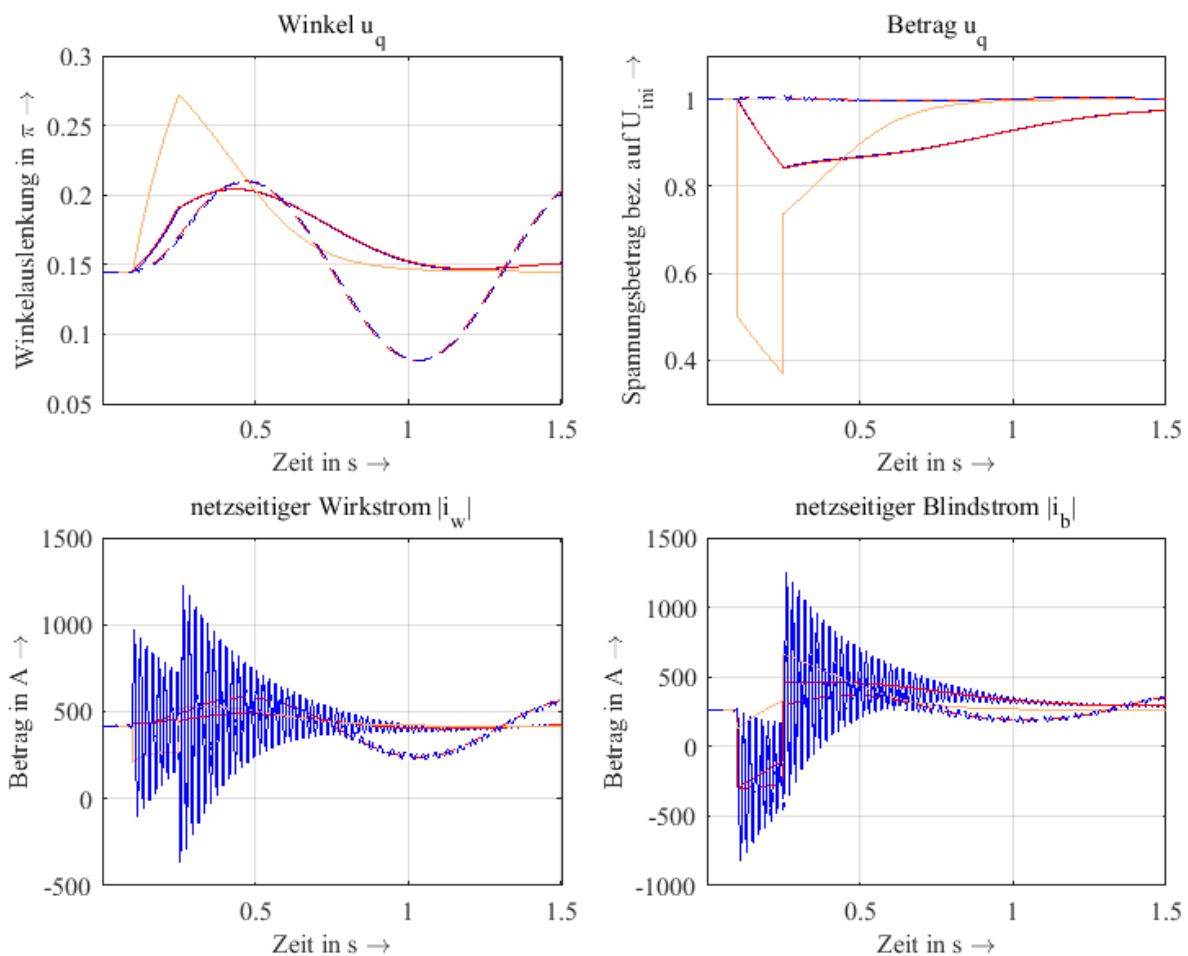 Winkel u_q
Winkelauslenkung in π →
0.3
0.25
0.2
0.15
0.1
0.05
0.5
1
1.5
Zeit in s →
Betrag u_q
Spannungsbetrag bez. auf U_ini →
1
0.8
0.6
0.4
0.5
1
1.5
Zeit in s →
netzseitiger Wirkstrom |i_w|
Betrag in A →
1500
1000
500
0
-500
0.5
1
1.5
Zeit in s →
netzseitiger Blindstrom |i_b|
Betrag in A →
1500
1000
500
0
-500
-1000
0.5
1
1.5
Zeit in s →